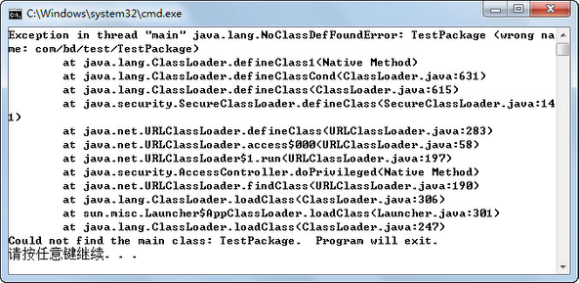 C:\Windows\system32\cmd.exe
Exception in thread "main" java.lang.NoClassDefFoundError: TestPackage (wrong na
me: com/bd/test/TestPackage)
at java.lang.ClassLoader.defineClass1(Native Method)
at java.lang.ClassLoader.defineClassCond(ClassLoader.java:631)
at java.lang.ClassLoader.defineClass(ClassLoader.java:615)
at java.security.SecureClassLoader.defineClass(SecureClassLoader.java:14
1)
at java.net.URLClassLoader.defineClass(URLClassLoader.java:283)
at java.net.URLClassLoader.access$000(URLClassLoader.java:58)
at java.net.URLClassLoader$1.run(URLClassLoader.java:197)
at java.security.AccessController.doPrivileged(Native Method)
at java.net.URLClassLoader.findClass(URLClassLoader.java:190)
at java.lang.ClassLoader.loadClass(ClassLoader.java:306)
at sun.misc.Launcher$AppClassLoader.loadClass(Launcher.java:301)
at java.lang.ClassLoader.loadClass(ClassLoader.java:247)
Could not find the main class: TestPackage.  Program will exit.
请按任意键继续. . .